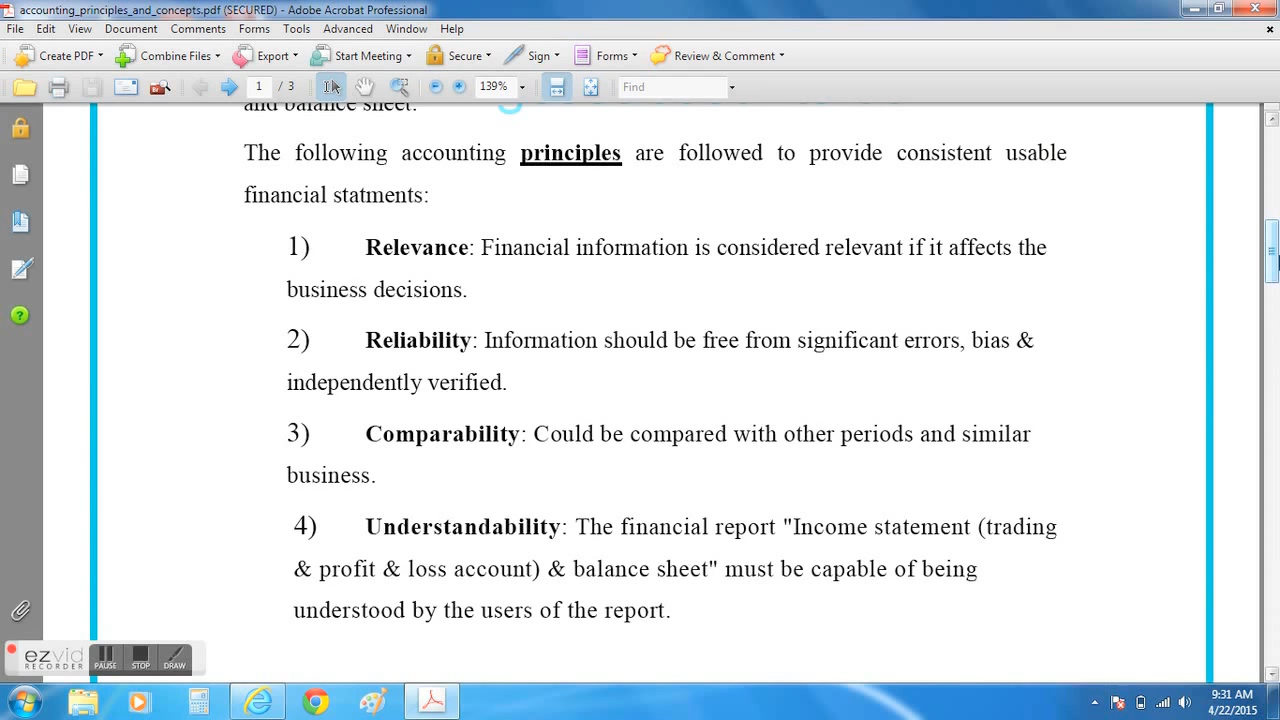 accounting_principles_and_concepts.pdf (SECURED) - Adobe Acrobat Professional
File Edit View Document Comments Forms Tools Advanced Window Help
Create PDF Combine Files Export Start Meeting Secure Sign Forms Review & Comment
1 / 3 139% Find
and balance sheet.
The following accounting principles are followed to provide consistent usable
financial statments:
1) Relevance: Financial information is considered relevant if it affects the
business decisions.
2) Reliability: Information should be free from significant errors, bias &
independently verified.
3) Comparability: Could be compared with other periods and similar
business.
4) Understandability: The financial report "Income statement (trading
& profit & loss account) & balance sheet" must be capable of being
understood by the users of the report.
ezvid
RECORDER
PAUSE STOP DRAW
9:31 AM
4/22/2015